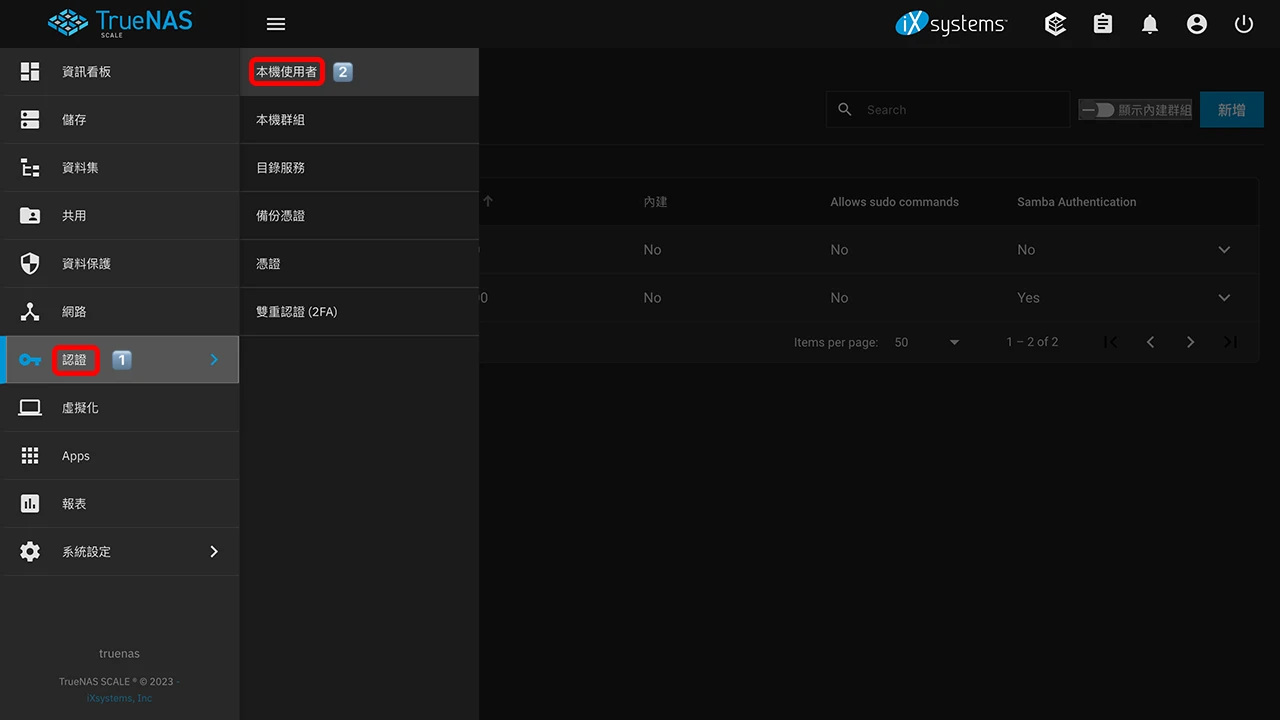 TrueNAS
SCALE
iXsystems
資訊看板
儲存
資料集
共用
資料保護
網路
認證 1
虛擬化
Apps
報表
系統設定
truenas
TrueNAS SCALE ® © 2023 -
iXsystems, Inc
本機使用者 2
本機群組
目錄服務
備份憑證
憑證
雙重認證 (2FA)
Search
顯示內建群組
新增
內建 Allows sudo commands Samba Authentication
No No No
No No Yes
Items per page: 50 1 – 2 of 2